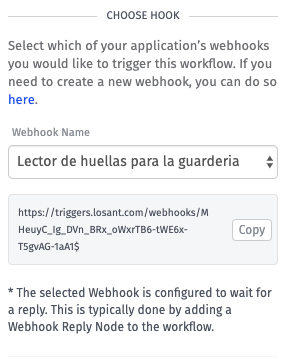 CHOOSE HOOK
Select which of your application's webhooks
you would like to trigger this workflow. If you
need to create a new webhook, you can do so
here.
Webhook Name
Lector de huellas para la guarderia
https://triggers.losant.com/webhooks/M
HeuyC_Ig_DVn_BRx_oWxrTB6-tWE6x-
T5gvAG-1aA1$
Copy
* The selected Webhook is configured to wait for
a reply. This is typically done by adding a
Webhook Reply Node to the workflow.